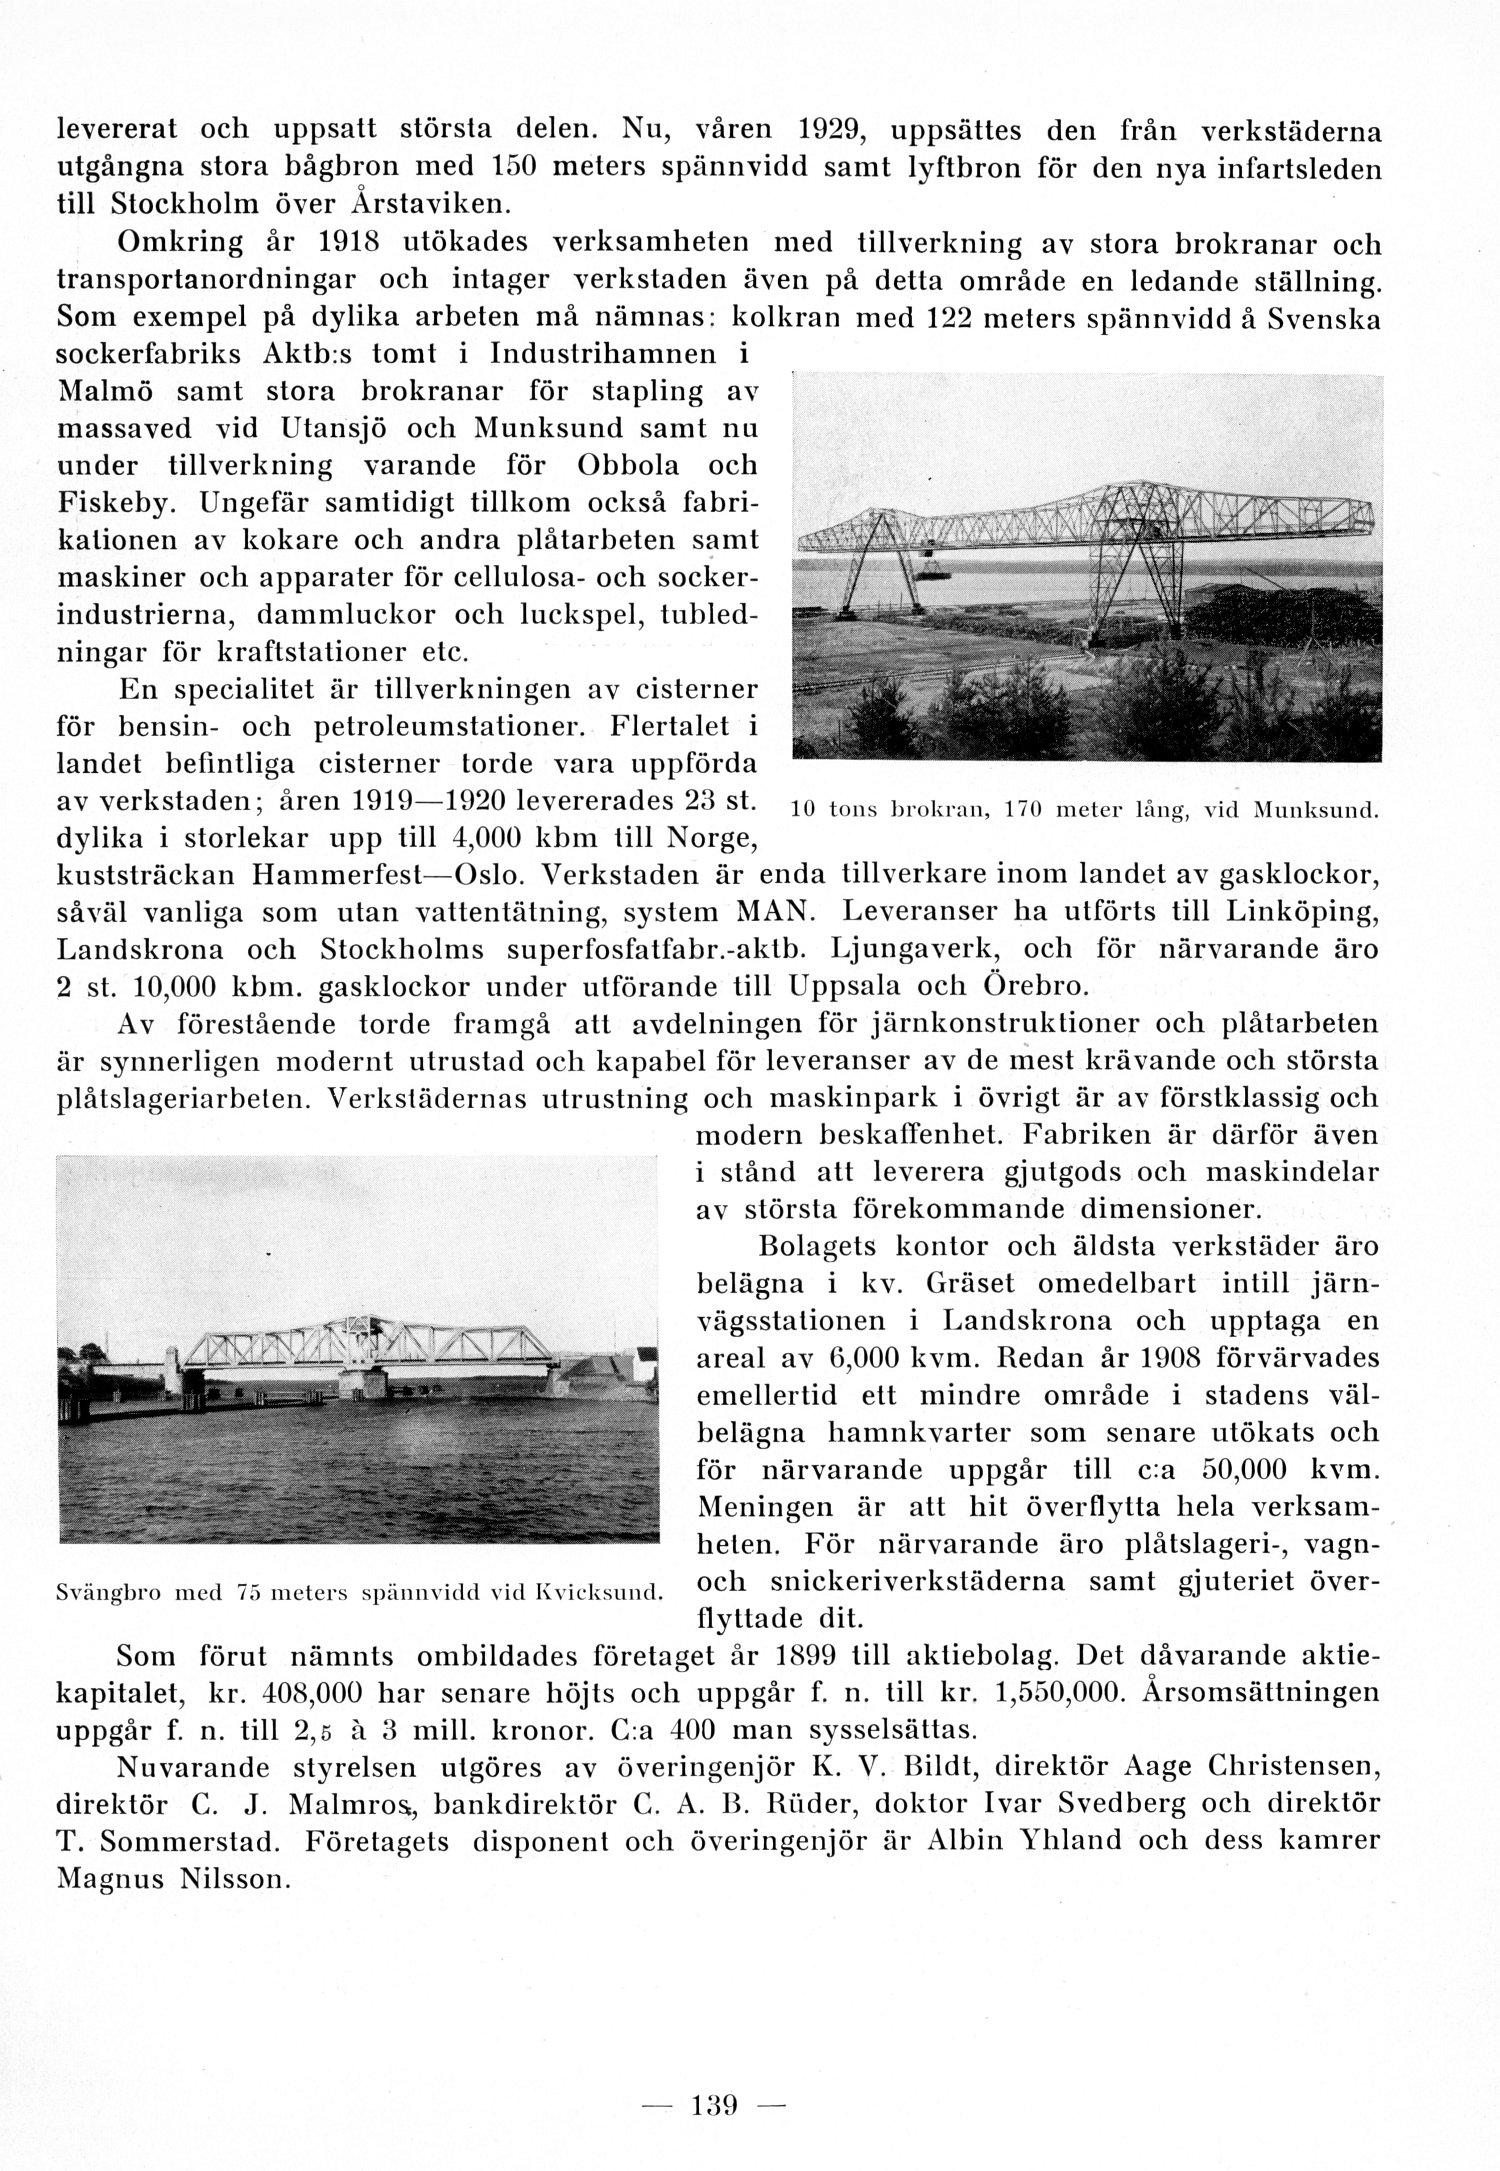 levererat och uppsatt största delen. Nu, våren 1929, uppsättes den från verkstäderna
utgångna stora bågbron med 150 meters spännvidd samt lyftbron för den nya infartsleden
till Stockholm över Årstaviken.
Omkring år 1918 utökades verksamheten med tillverkning av stora brokranar och
transportanordningar och intager verkstaden även på detta område en ledande ställning.
Som exempel på dylika arbeten må nämnas: kolkran med 122 meters spännvidd å Svenska
sockerfabriks Aktb:s tomt i Industrihamnen i
Malmö samt stora brokranar för stapling av
massaved vid Utansjö och Munksund samt nu
under tillverkning varande för Obbola och
Fiskeby. Ungefär samtidigt tillkom också fabri-
kationen av kokare och andra plåtarbeten samt
maskiner och apparater för cellulosa- och socker-
industrierna, dammluckor och luckspel, tubled-
ningar för kraftstationer etc.
En specialitet är tillverkningen av cisterner
för bensin- och petroleumstationer. Flertalet i
landet befintliga cisterner torde vara uppförda
av verkstaden; åren 1919—1920 levererades 23 st.
dylika i storlekar upp till 4,000 kbm till Norge,
10 tons brokran, 170 meter lång, vid Munksund.
kuststräckan Hammerfest—Oslo. Verkstaden är enda tillverkare inom landet av gasklockor,
såväl vanliga som utan vattentätning, system MAN. Leveranser ha utförts till Linköping,
Landskrona och Stockholms superfosfatfabr.-aktb. Ljungaverk, och för närvarande äro
2 st. 10,000 kbm. gasklockor under utförande till Uppsala och Örebro.
Av förestående torde framgå att avdelningen för järnkonstruktioner och plåtarbeten
är synnerligen modernt utrustad och kapabel för leveranser av de mest krävande och största
plåtslageriarbeten. Verkstädernas utrustning och maskinpark i övrigt är av förstklassig och
modern beskaffenhet. Fabriken är därför även
i stånd att leverera gjutgods och maskindelar
av största förekommande dimensioner.
Bolagets kontor och äldsta verkstäder äro
belägna i kv. Gräset omedelbart intill järn-
vägsstationen i Landskrona och upptaga en
areal av 6,000 kvm. Redan år 1908 förvärvades
emellertid ett mindre område i stadens väl-
belägna hamnkvarter som senare utökats och
för närvarande uppgår till c:a 50,000 kvm.
Meningen är att hit överflytta hela verksam-
heten. För närvarande äro plåtslageri-, vagn-
och snickeriverkstäderna samt gjuteriet över-
flyttade dit.
Svängbro med 75 meters spännvidd vid Kvicksund.
Som förut nämnts ombildades företaget år 1899 till aktiebolag. Det dåvarande aktie-
kapitalet, kr. 408,000 har senare höjts och uppgår f. n. till kr. 1,550,000. Årsomsättningen
uppgår f. n. till 2,5 à 3 mill. kronor. C:a 400 man sysselsättas.
Nuvarande styrelsen utgöres av överingenjör K. V. Bildt, direktör Aage Christensen,
direktör C. J. Malmros, bankdirektör C. A. B. Rüder, doktor Ivar Svedberg och direktör
T. Sommerstad. Företagets disponent och överingenjör är Albin Yhland och dess kamrer
Magnus Nilsson.
— 139 —